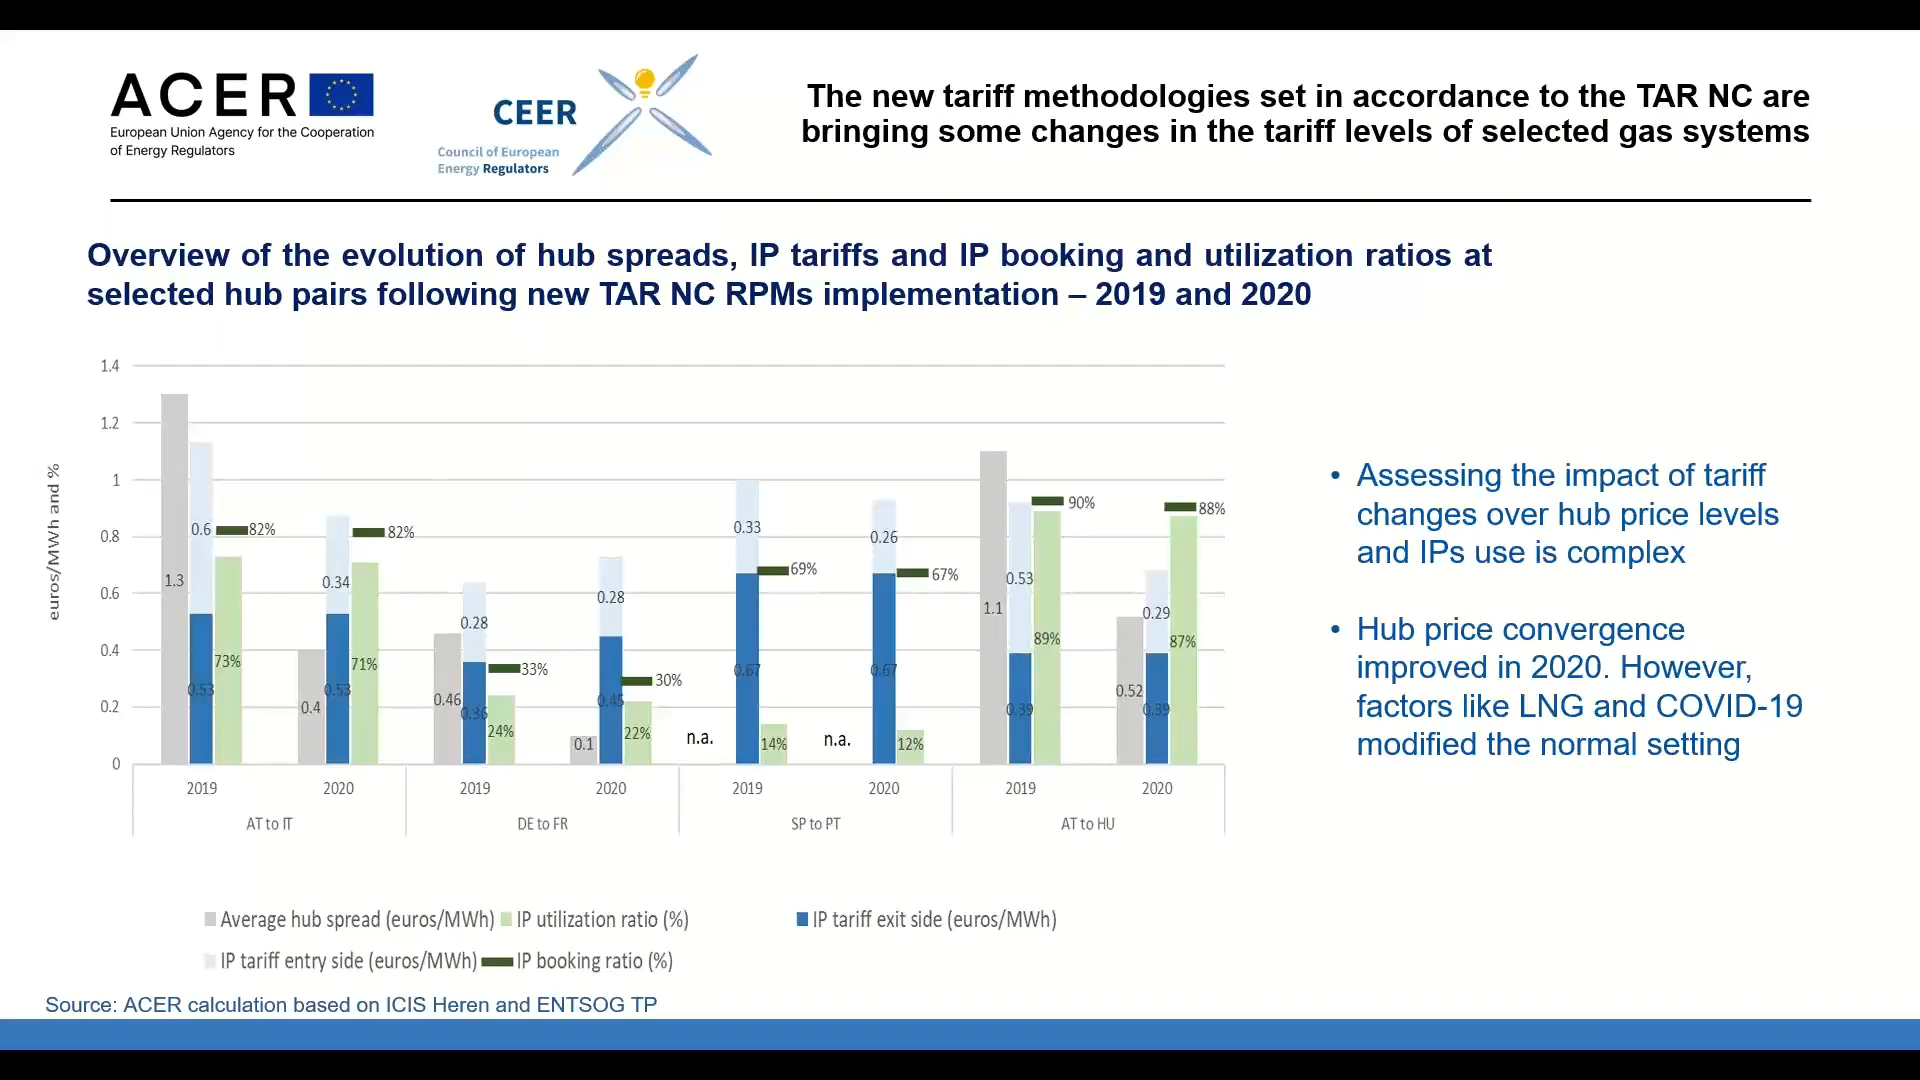 ACER
European Union Agency for the Cooperation
of Energy Regulators
CEER
Council of European
Energy Regulators
The new tariff methodologies set in accordance to the TAR NC are
bringing some changes in the tariff levels of selected gas systems
Overview of the evolution of hub spreads, IP tariffs and IP booking and utilization ratios at
selected hub pairs following new TAR NC RPMs implementation – 2019 and 2020
euros/MWh and %
1.4
1.2
1
0.8
0.6
0.4
0.2
0
1.3
0.6
0.53
82%
73%
0.4
0.34
0.53
82%
71%
0.46
0.28
0.36
33%
24%
0.1
0.28
0.45
30%
22%
n.a.
0.33
0.67
69%
14%
n.a.
0.26
0.67
67%
12%
1.1
0.53
0.39
90%
89%
0.52
0.29
0.39
88%
87%
2019 2020 2019 2020 2019 2020 2019 2020
AT to IT DE to FR SP to PT AT to HU
Average hub spread (euros/MWh) IP utilization ratio (%) IP tariff exit side (euros/MWh)
IP tariff entry side (euros/MWh) IP booking ratio (%)
• Assessing the impact of tariff
changes over hub price levels
and IPs use is complex
• Hub price convergence
improved in 2020. However,
factors like LNG and COVID-19
modified the normal setting
Source: ACER calculation based on ICIS Heren and ENTSOG TP